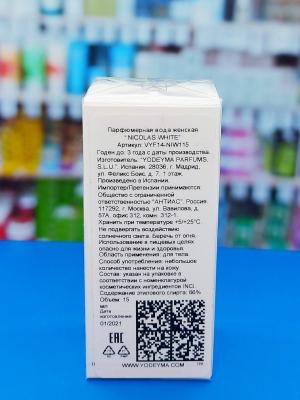 Парфюмерная вода женская
"NICOLAS WHITE"
Артикул: VYF14-NIW115
Годен до: 3 года с даты производства.
Изготовитель: "YODEYMA PARFUMS,
S.L.U.". Испания, 28036, г. Мадрид,
ул. Феликс Боис, д. 7, 1 этаж.
Произведено в Испании.
Импортер/Претензии принимаются:
Общество с ограниченной
ответственностью "АНТИАС", Россия,
117292, г. Москва, ул. Вавилова, д.
57А, офис 312, комн. 312-1.
Хранить при температуре +5/+25°С.
Не подвергать воздействию
солнечного света. Беречь от огня.
Использование в пищевых целях
опасно для жизни и здоровья.
Область применения: для тела.
Способ употребления: небольшое
количество нанести на кожу.
Состав: указан на упаковке в
соответствии с номенклатурой
косметических ингредиентов INCI.
Содержание этилового спирта: 66%
Объем: 15
мл
Дата
изготовления:
01/2021
EAC
WWW.YODEYMA.COM